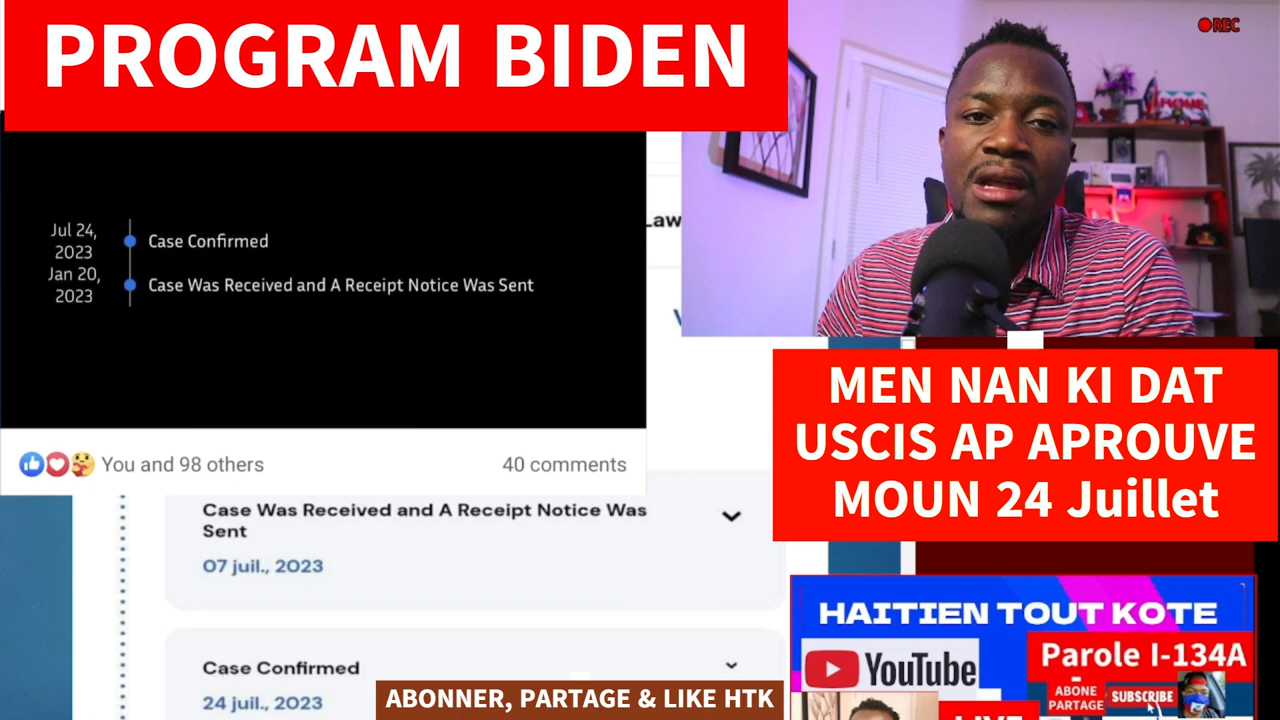 PROGRAM BIDEN
REC
Jul 24,
2023
Case Confirmed
Jan 20,
2023
Case Was Received and A Receipt Notice Was Sent
You and 98 others
40 comments
MEN NAN KI DAT
USCIS AP APROUVE
MOUN 24 Juillet
Case Was Received and A Receipt Notice Was
Sent
07 juil., 2023
Case Confirmed
24 juil., 2023
ABONNER, PARTAGE & LIKE HTK
HAITIEN TOUT KOTE
YouTube
Parole I-134A
ABONE
PARTAGE
SUBSCRIBE
LIVE